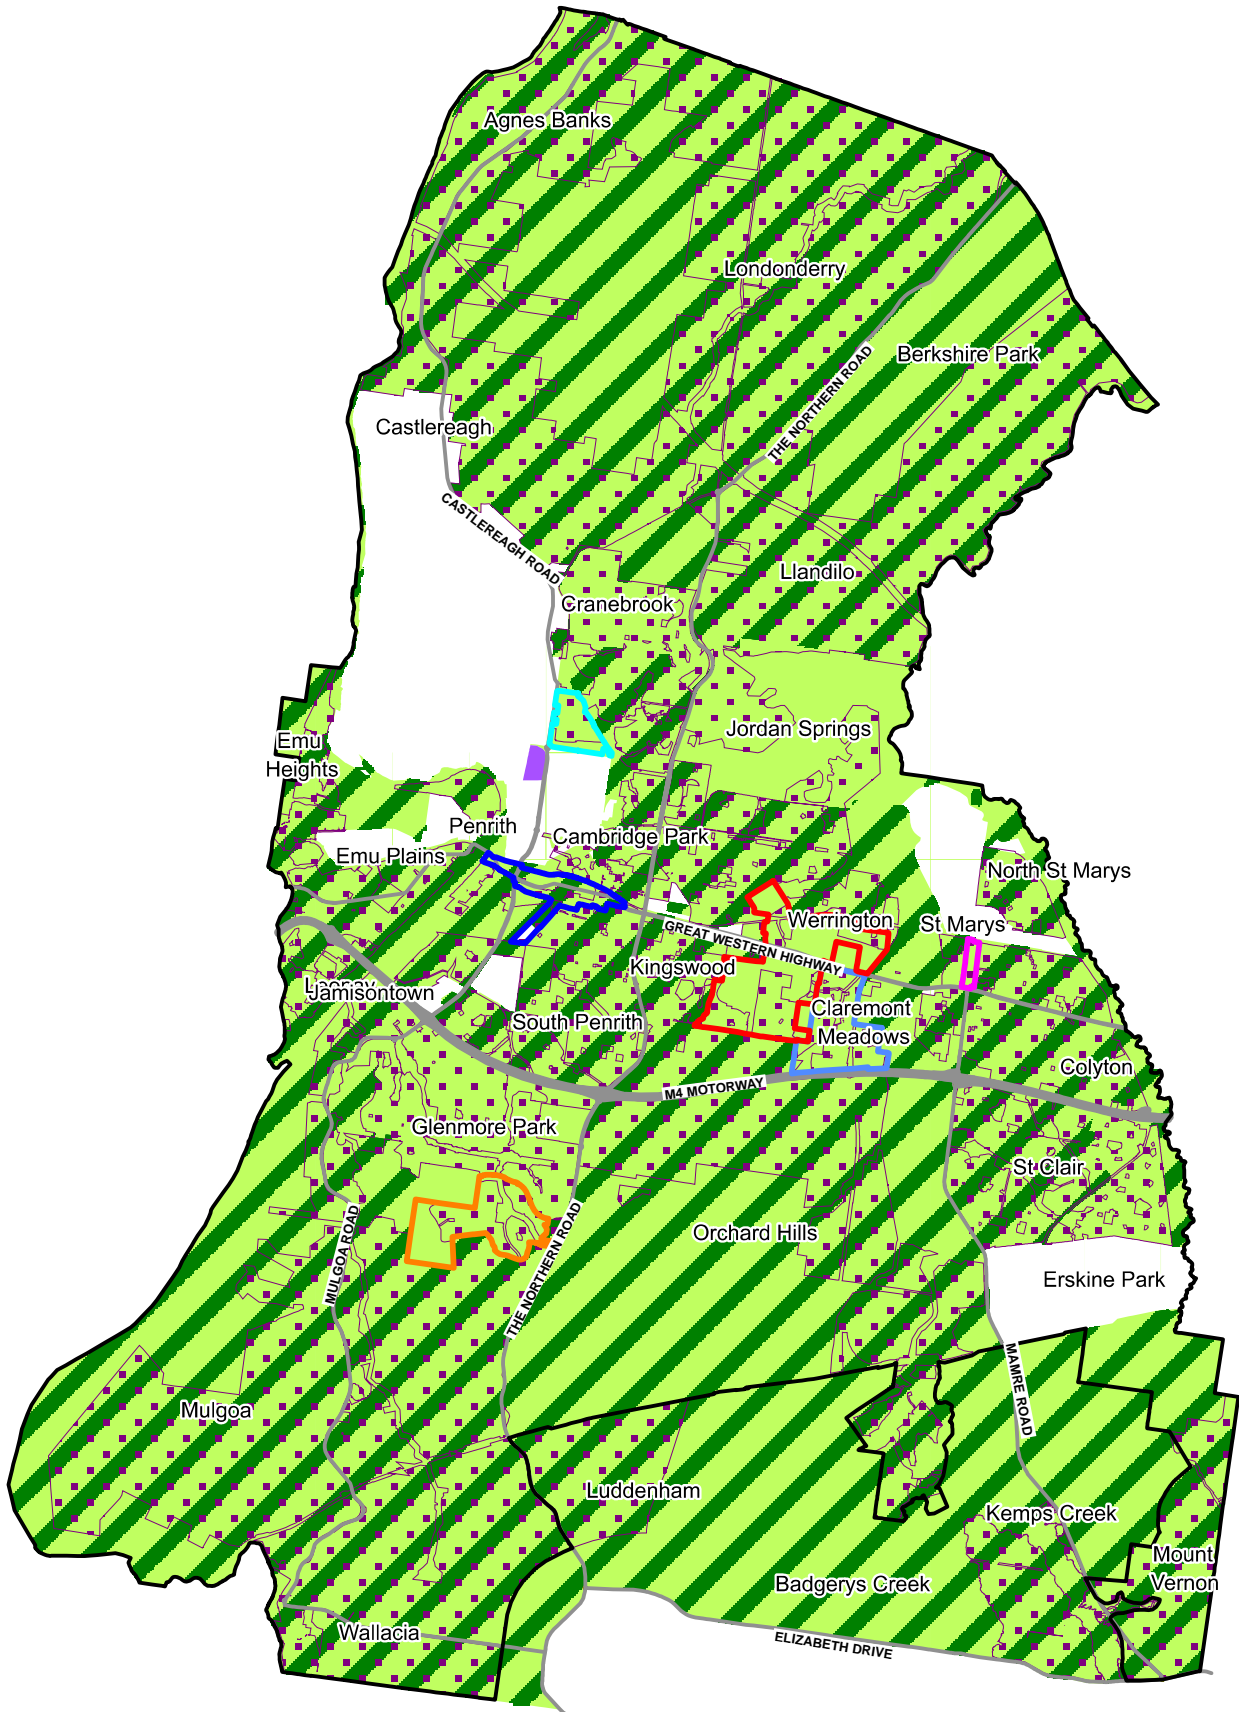 Agnes Banks
Londonderry
Berkshire Park
THE NORTHERN ROAD
Castlereagh
CASTLEREAGH ROAD
Llandilo
Cranebrook
Jordan Springs
Emu
Heights
Penrith
Cambridge Park
Emu Plains
North St Marys
Werrington
St Marys
GREAT WESTERN HIGHWAY
Kingswood
Jamisontown
Claremont
Meadows
South Penrith
Colyton
M4 MOTORWAY
Glenmore Park
St Clair
Orchard Hills
MULGOA ROAD
THE NORTHERN ROAD
Erskine Park
MAMRE ROAD
Mulgoa
Luddenham
Kemps Creek
Mount
Vernon
Badgerys Creek
Wallacia
ELIZABETH DRIVE